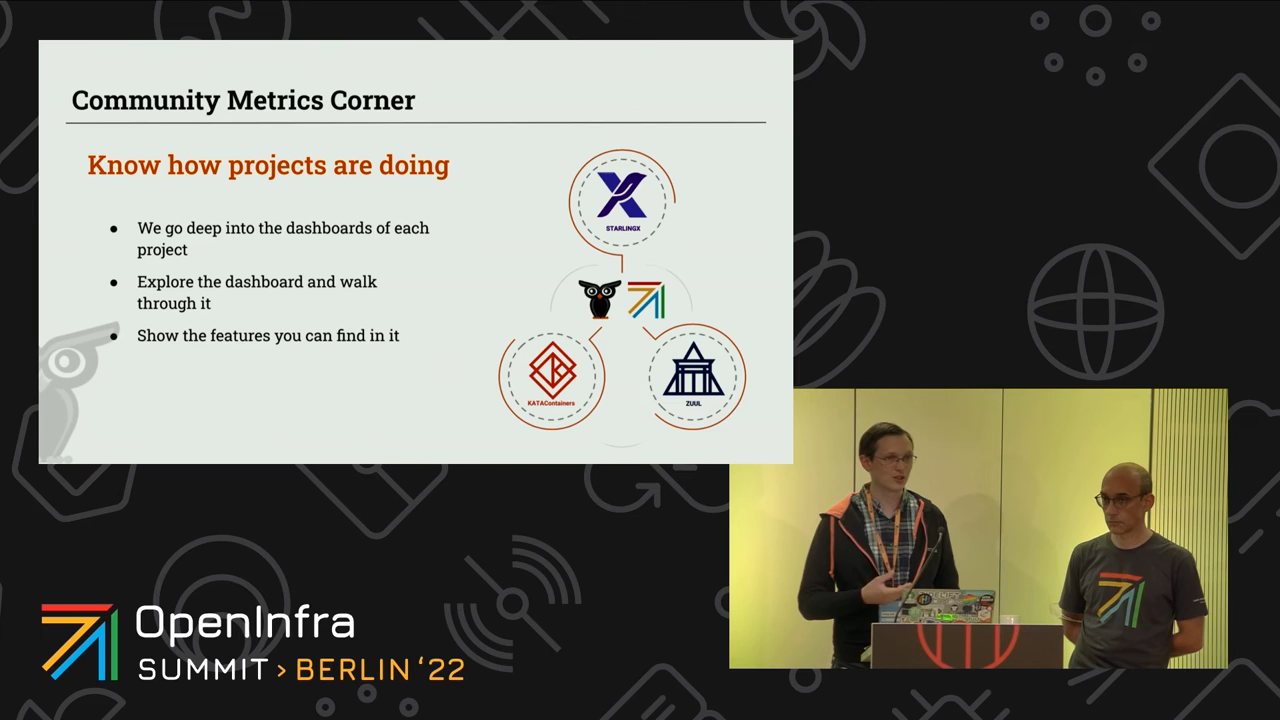 Community Metrics Corner
Know how projects are doing
● We go deep into the dashboards of each
project
● Explore the dashboard and walk
through it
● Show the features you can find in it
STARLINGX
KATAContainers
ZUUL
OpenInfra
SUMMIT > BERLIN ‘22